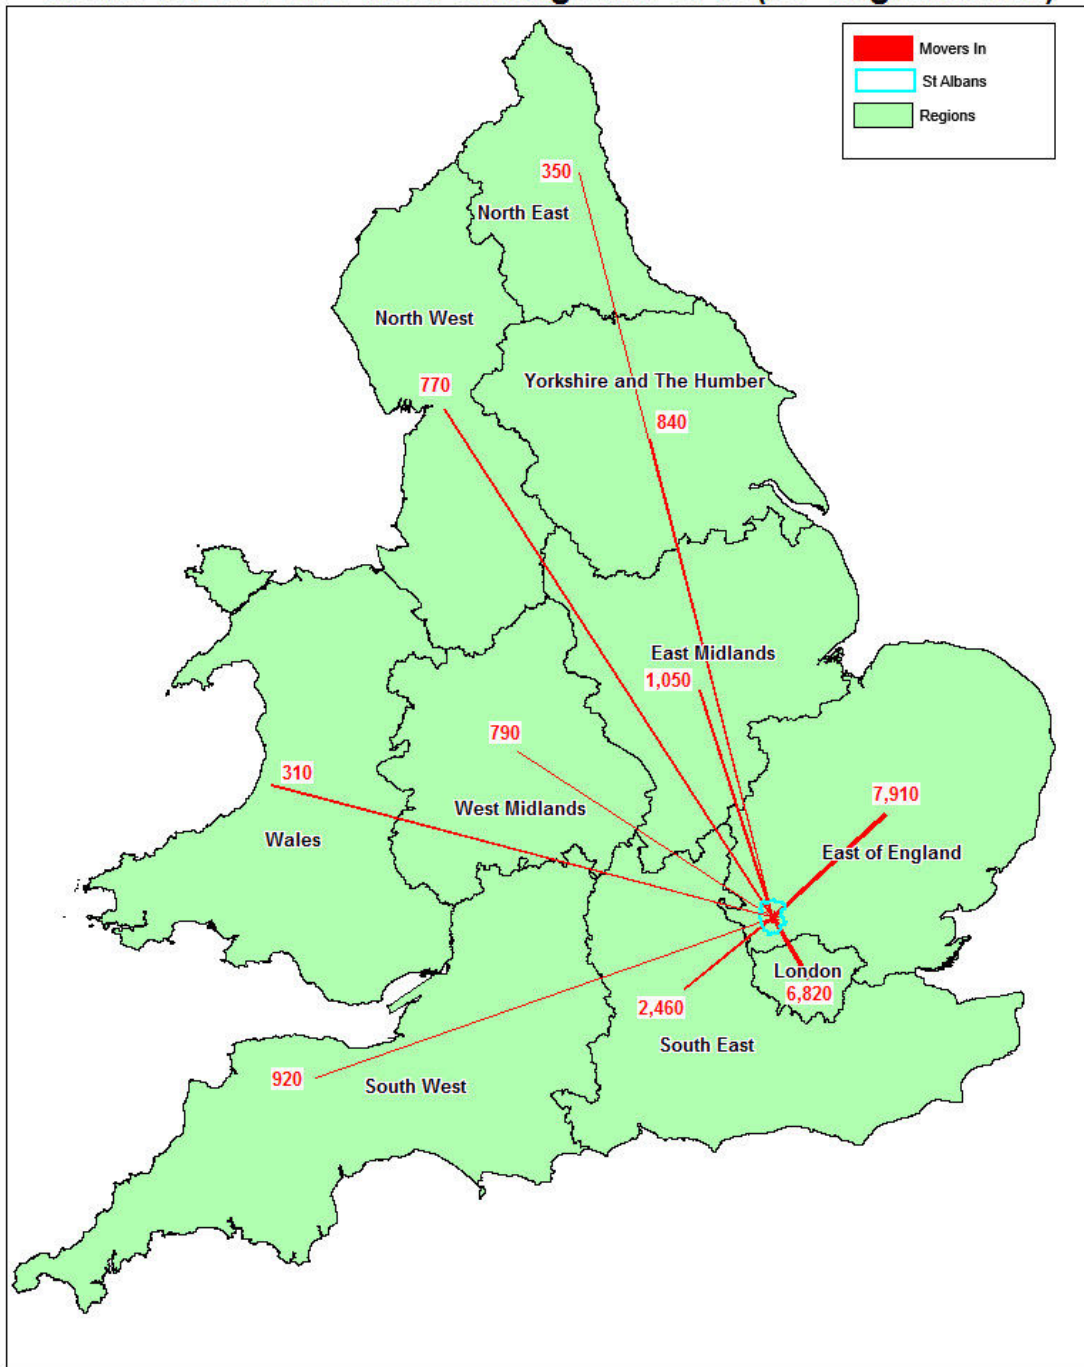 Movers In
St Albans
Regions
350
North East
North West
770
Yorkshire and The Humber
840
East Midlands
1,050
790
310
West Midlands
Wales
7,910
East of England
London
6,820
2,460
South East
920
South West